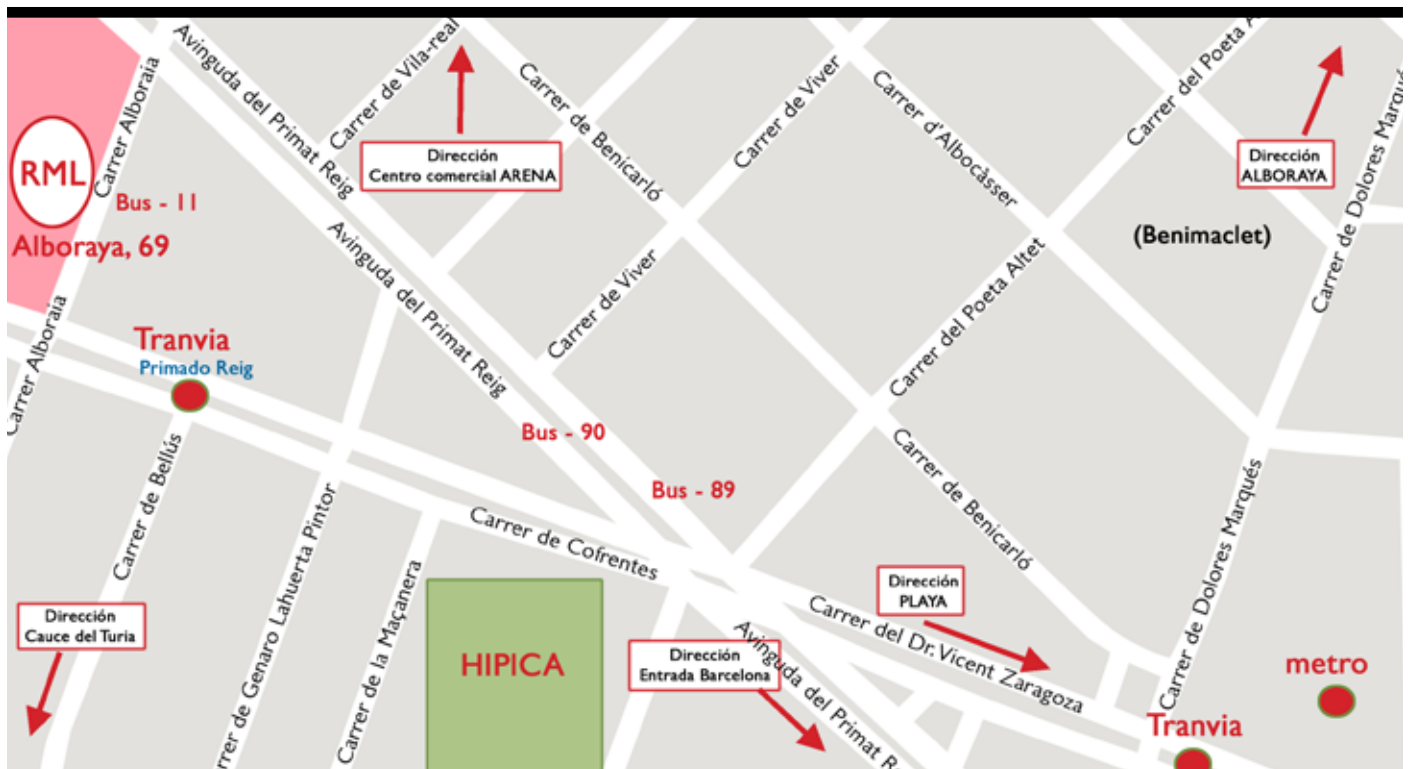 Avinguda del Primat Reig
Carrer de Vila-real
Dirección
Centro comercial ARENA
Carrer de Benicarló
Carrer de Viver
Carrer d'Albocàsser
Carrer del Poeta A
Dirección
ALBORAYA
Carrer de Dolores Marqué
Carrer Alboraia
RML
Bus - 11
Alboraya, 69
Avinguda del Primat Reig
Carrer de Viver
Carrer del Poeta Altet
(Benimaclet)
Carrer Alboraia
Tranvia
Primado Reig
Bus - 90
Bus - 89
Carrer de Bellús
Carrer de Cofrentes
Carrer de Benicarló
Carrer de Dolores Marqués
Dirección
Cauce del Turia
rrer de Genaro Lahuerta Pintor
Carrer de la Maçanera
HIPICA
Dirección
Entrada Barcelona
Avinguda del Primat Re
Dirección
PLAYA
Carrer del Dr. Vicent Zaragoza
metro
Tranvia